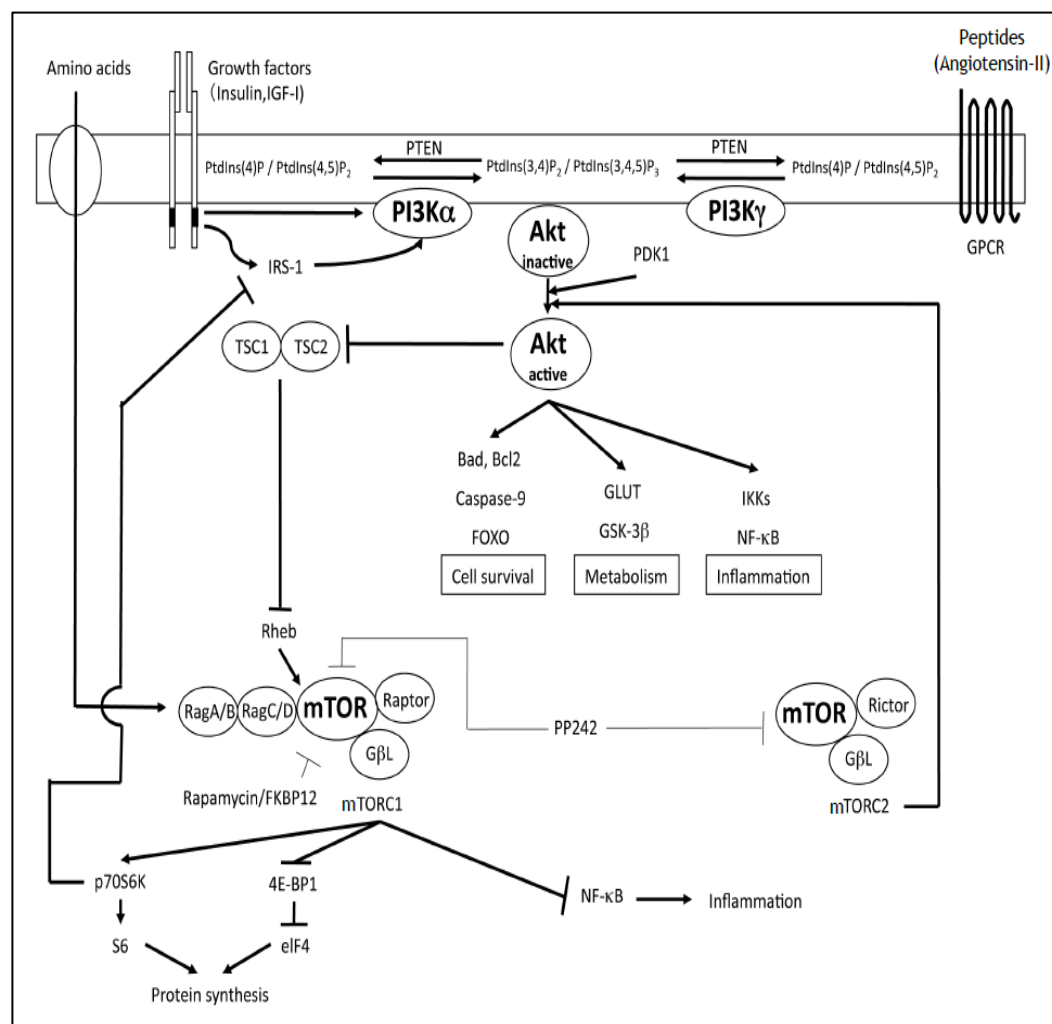 Peptides
(Angiotensin-II)
Amino acids
Growth factors
(Insulin,IGF-I)
PTEN
PTEN
PtdIns(4)P / PtdIns(4,5)P₂
PtdIns(3,4)P₂ / PtdIns(3,4,5)P₃
PtdIns(4)P / PtdIns(4,5)P₂
PI3Kα
PI3Kγ
GPCR
Akt
inactive
PDK1
IRS-1
TSC1
TSC2
Akt
active
Bad, Bcl2
Caspase-9
FOXO
Cell survival
GLUT
GSK-3β
Metabolism
IKKs
NF-κB
Inflammation
Rheb
RagA/B
RagC/D
mTOR
Raptor
GβL
PP242
mTOR
Rictor
GβL
Rapamycin/FKBP12
mTORC1
mTORC2
p70S6K
4E-BP1
NF-κB
Inflammation
S6
eIF4
Protein synthesis